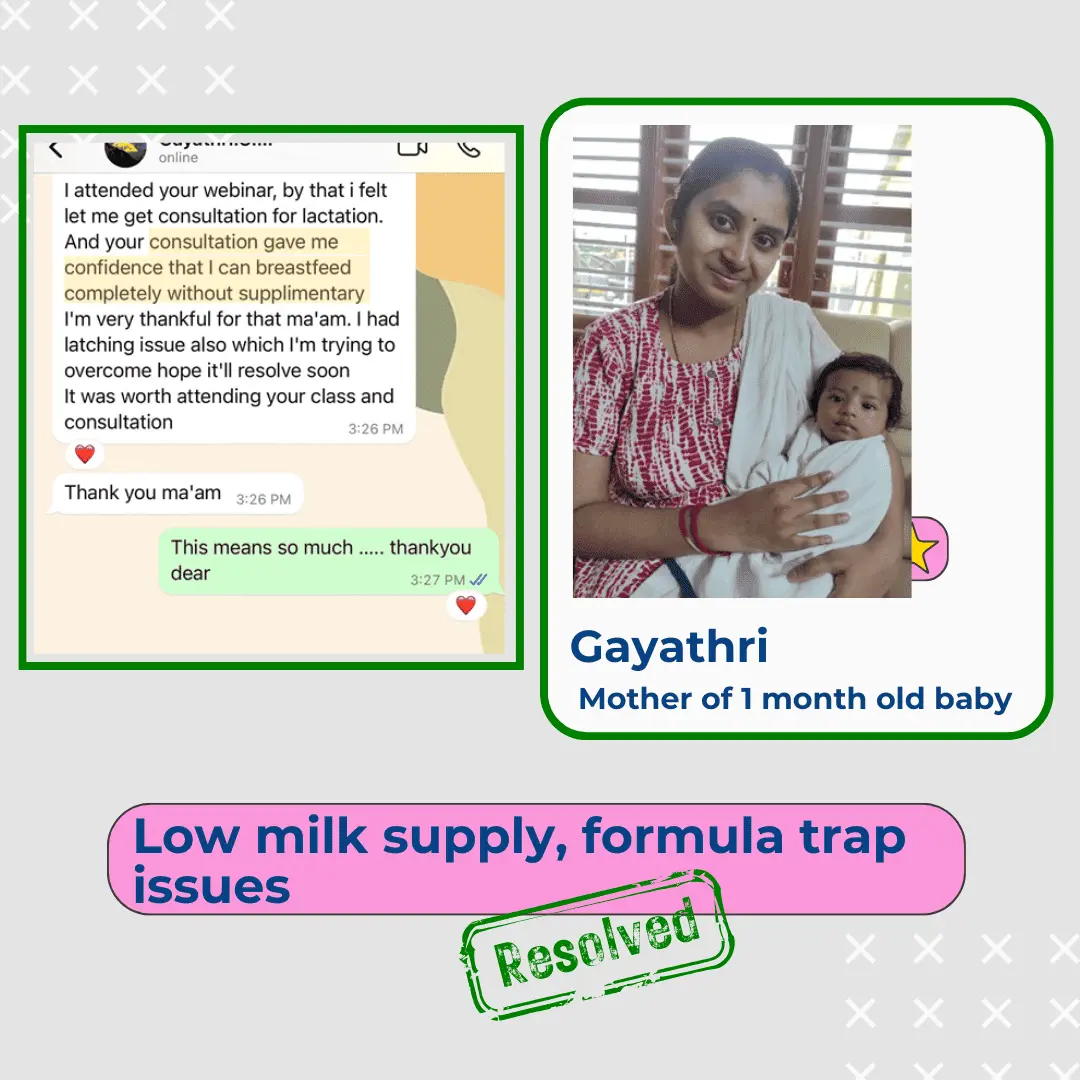 online
I attended your webinar, by that i felt
let me get consultation for lactation.
And your consultation gave me
confidence that I can breastfeed
completely without supplimentary
I'm very thankful for that ma'am. I had
latching issue also which I'm trying to
overcome hope it'll resolve soon
It was worth attending your class and
consultation
3:26 PM
Thank you ma'am 3:26 PM
This means so much ..... thankyou
dear
3:27 PM
Gayathri
Mother of 1 month old baby
Low milk supply, formula trap
issues
Resolved